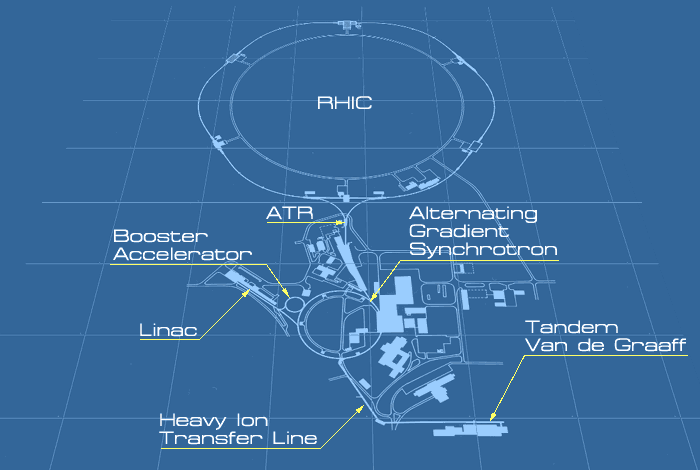 RHIC
ATR
Alternating
Gradient
Synchrotron
Booster
Accelerator
Linac
Tandem
Van de Graaff
Heavy Ion
Transfer Line